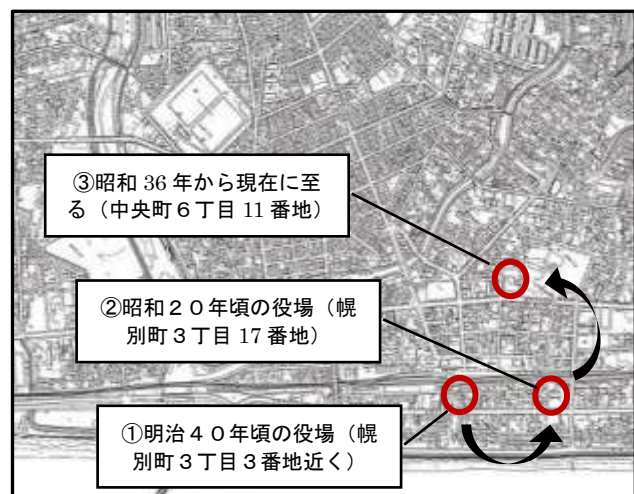 ③昭和 36 年から現在に至
る（中央町６丁目 11 番地）
②昭和２０年頃の役場（幌
別町３丁目 17 番地）
①明治４０年頃の役場（幌
別町３丁目３番地近く）